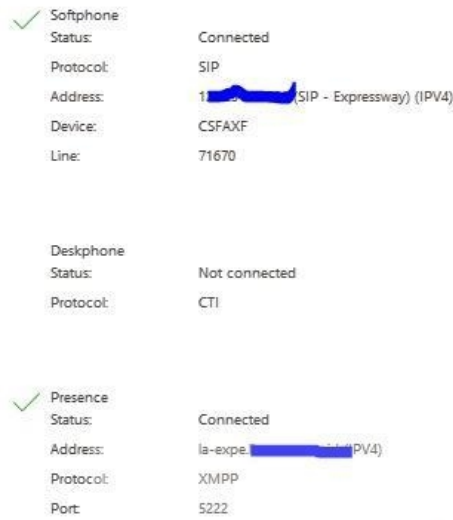 Softphone
Status: Connected
Protocol: SIP
Address: (SIP - Expressway) (IPV4)
Device: CSFAXF
Line: 71670
Deskphone
Status: Not connected
Protocol: CTI
Presence
Status: Connected
Address: la-expe. PV4)
Protocol: XMPP
Port: 5222